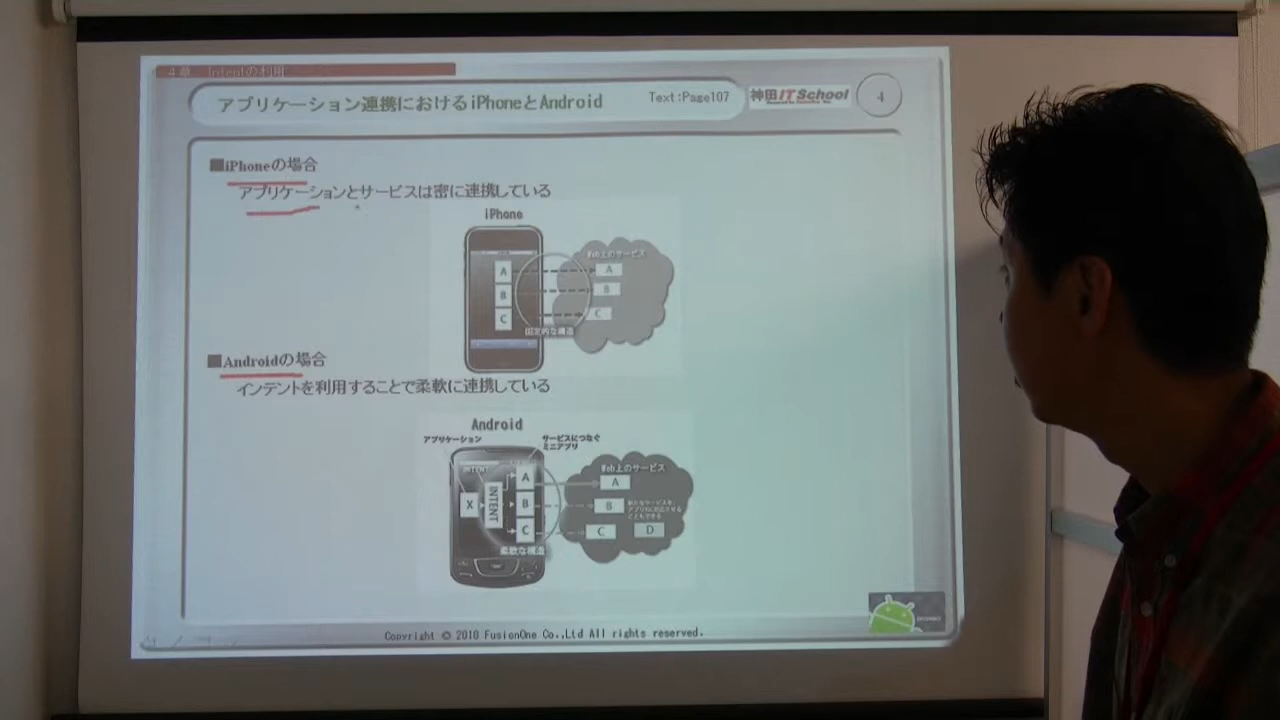 4章 Intentの利用
アプリケーション連携におけるiPhoneとAndroid
Text:Page107
神田IT School
4
■iPhoneの場合
アプリケーションとサービスは密に連携している
iPhone
Web上のサービス
A
B
C
A
B
C
固定的な構造
■Androidの場合
インテントを利用することで柔軟に連携している
Android
アプリケーション
サービスにつなぐ
ミニアプリ
INTENT
X
INTENT
A
B
C
柔軟な構造
Web上のサービス
A
B
C
D
Copyright © 2010 FusionOne Co.,Ltd All rights reserved.